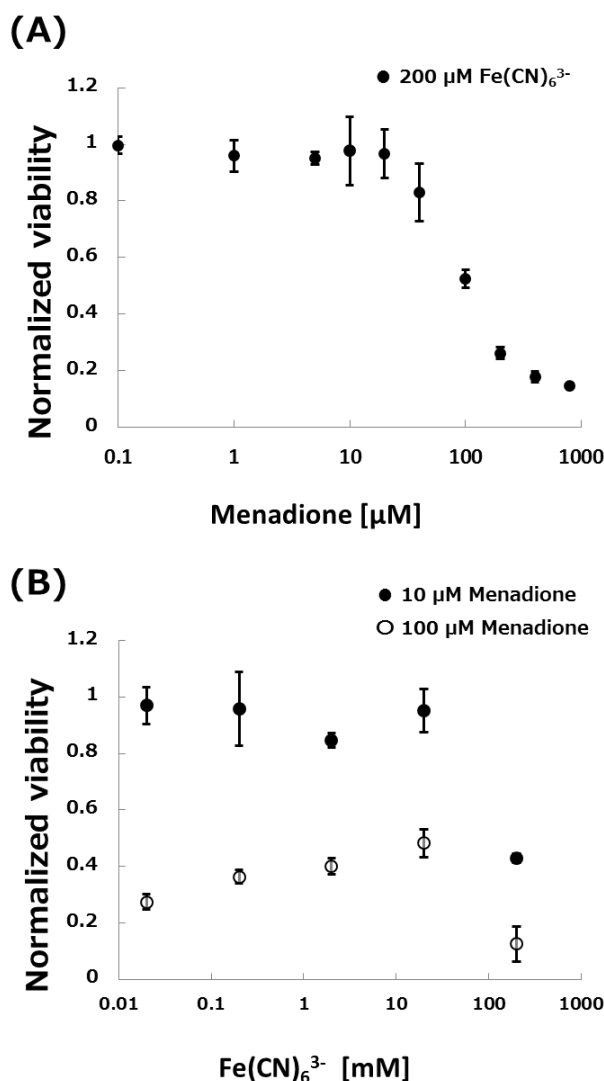 (A)
● 200 μM Fe(CN)₆³⁻
1.2
1
0.8
0.6
0.4
0.2
0
Normalized viability
0.1 1 10 100 1000
Menadione [μM]
(B)
● 10 μM Menadione
○ 100 μM Menadione
1.2
1
0.8
0.6
0.4
0.2
0
Normalized viability
0.01 0.1 1 10 100 1000
Fe(CN)₆³⁻ [mM]